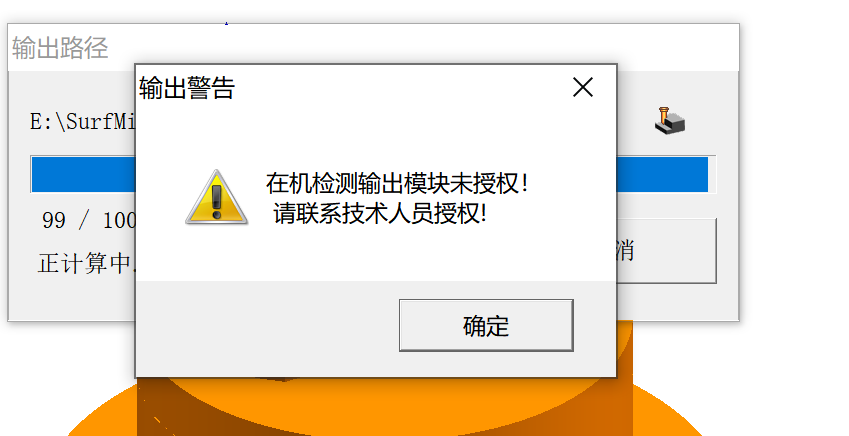 输出路径
输出警告
E:\SurfMi
在机检测输出模块未授权!
请联系技术人员授权!
99 / 100
正计算中.
消
确定